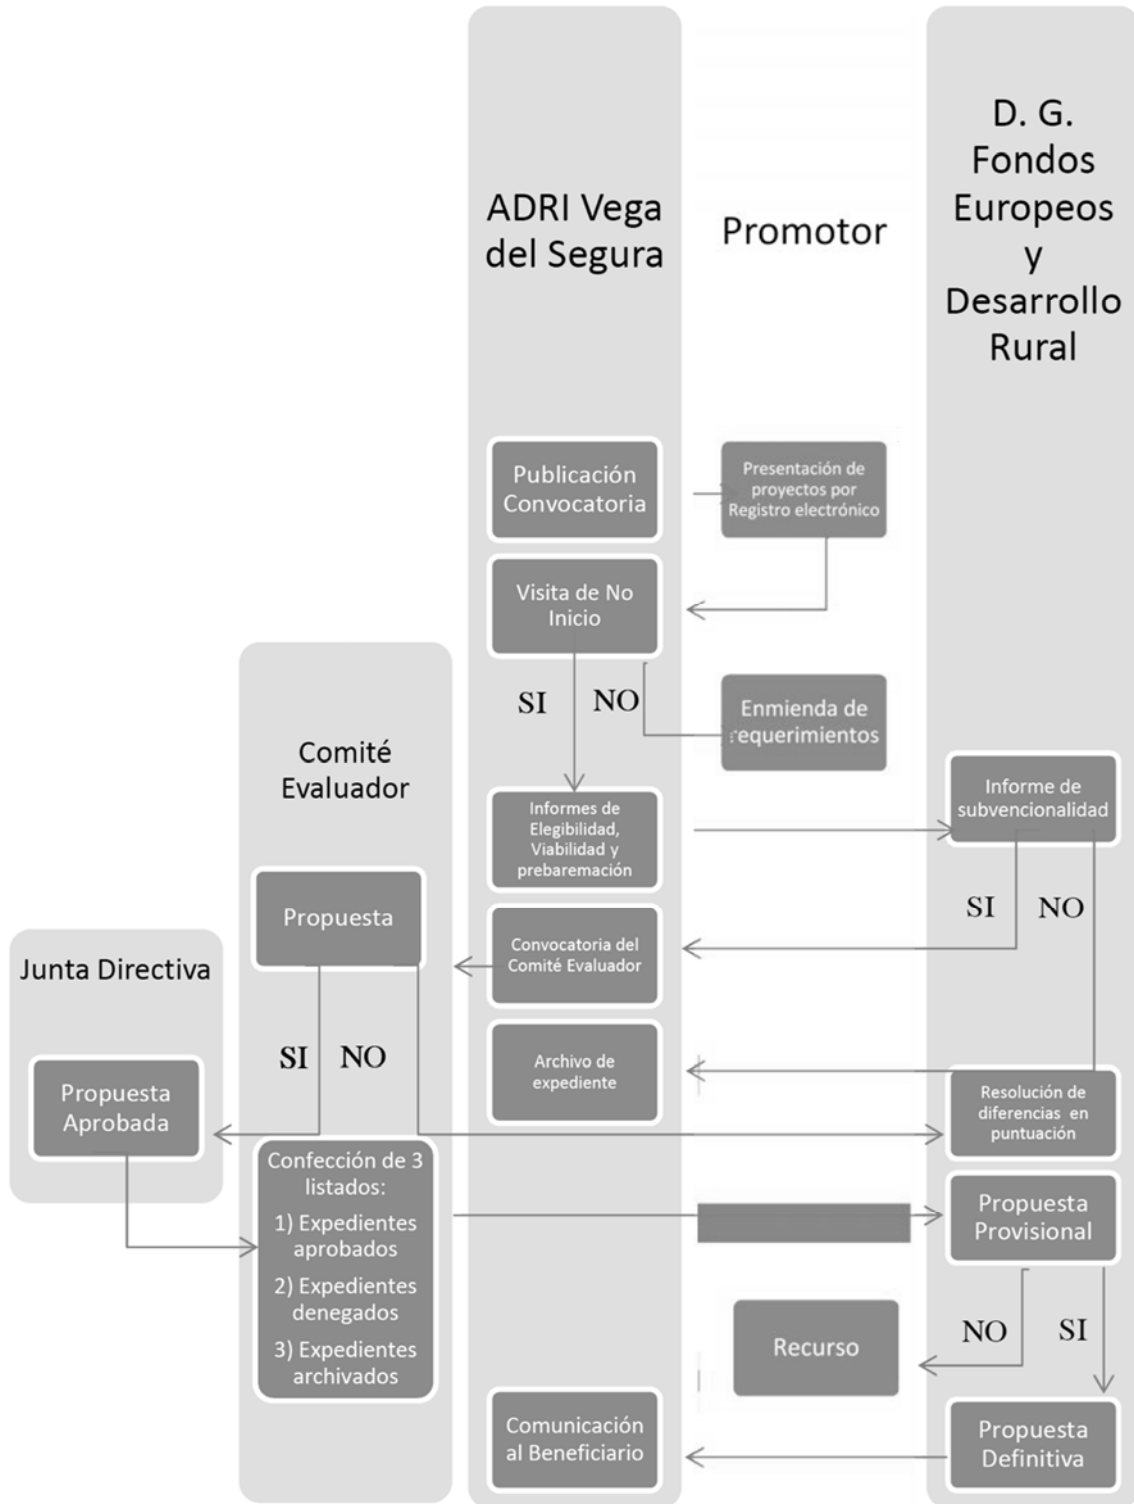 D. G.
Fondos
Europeos
y
Desarrollo
Rural
ADRI Vega
del Segura
Promotor
Publicación
Convocatoria
Presentación de
proyectos por
Registro electrónico
Visita de No
Inicio
SI
NO
Enmienda de
requerimientos
Comité
Evaluador
Informes de
Elegibilidad,
Viabilidad y
prebaremación
Informe de
subvencionalidad
SI
NO
Propuesta
Convocatoria del
Comité Evaluador
Junta Directiva
SI
NO
Archivo de
expediente
Propuesta
Aprobada
Resolución de
diferencias en
puntuación
Confección de 3
listados:
1) Expedientes
aprobados
2) Expedientes
denegados
3) Expedientes
archivados
Propuesta
Provisional
NO
SI
Recurso
Comunicación
al Beneficiario
Propuesta
Definitiva